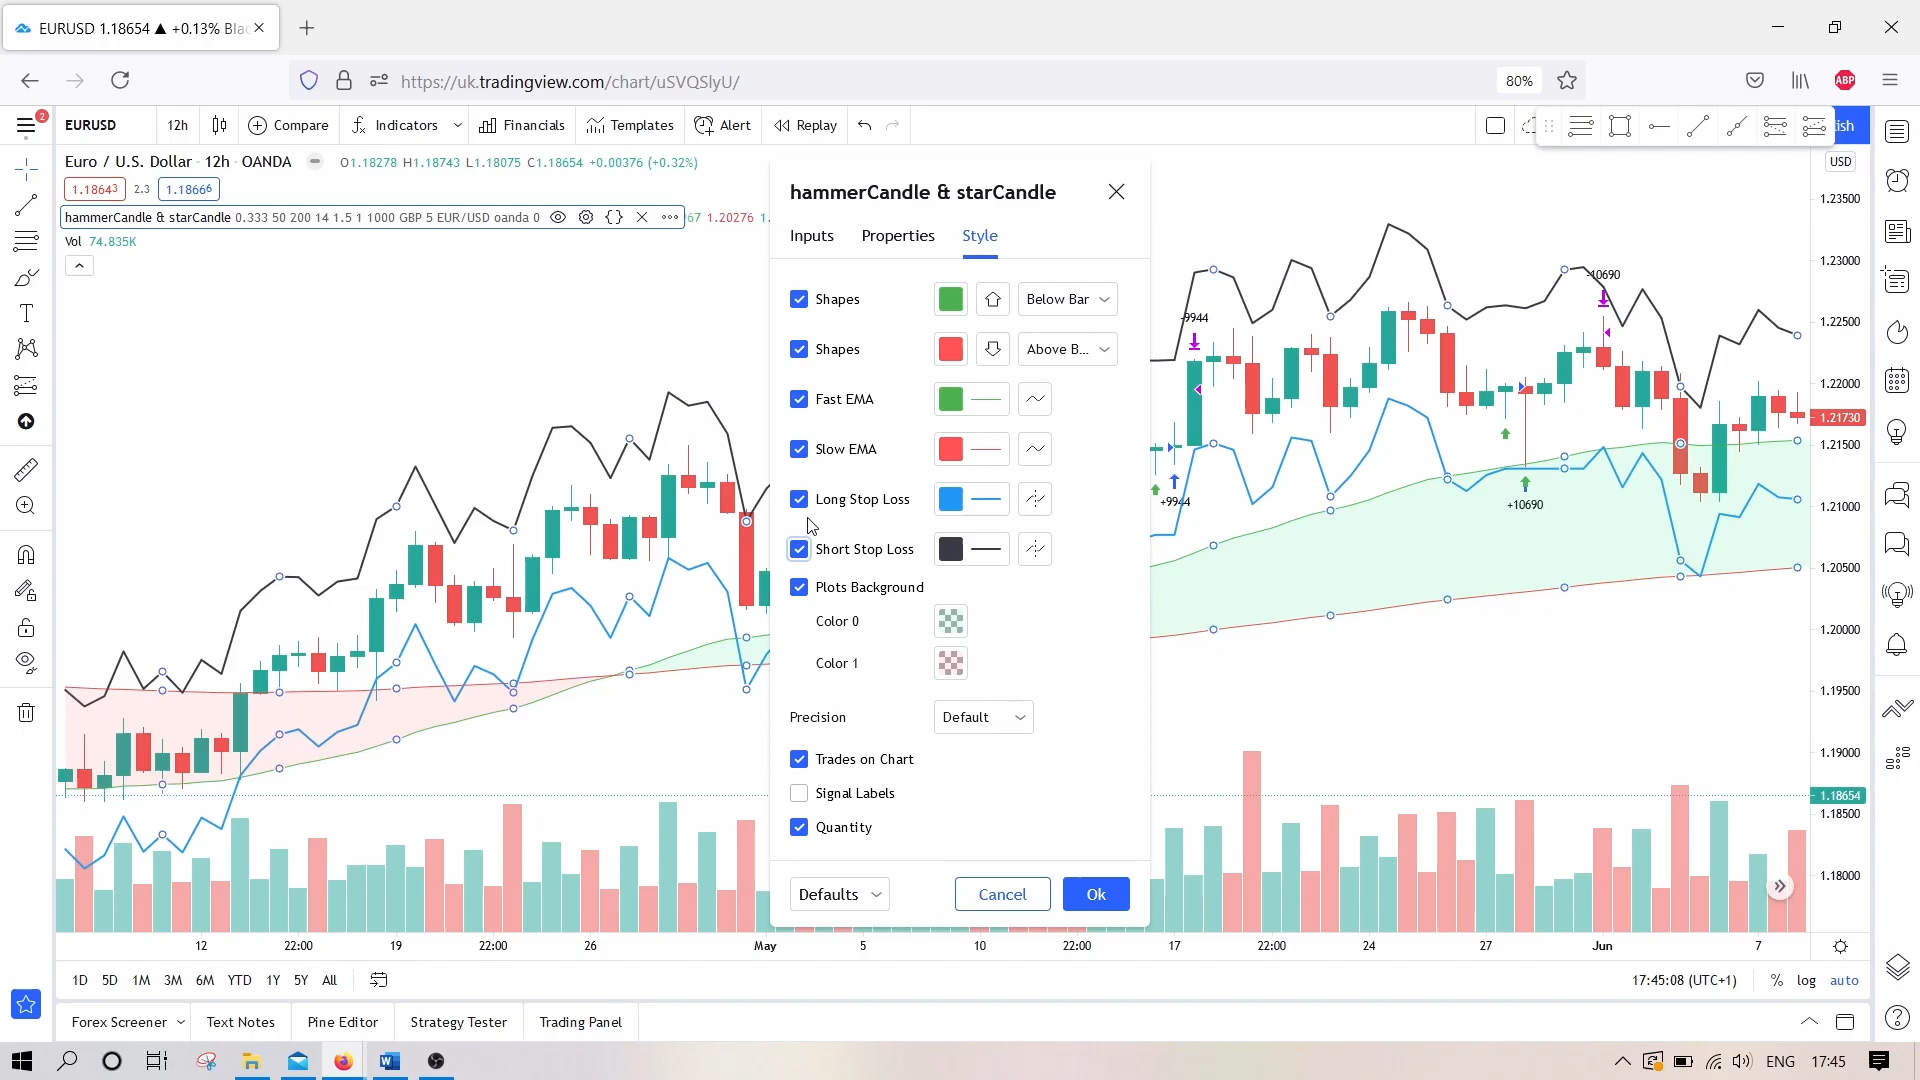 EURUSD 1.18654 ▲ +0.13% Bla
https://uk.tradingview.com/chart/uSVQSlyU/
80%
ABP
2
EURUSD
12h
Compare
Indicators
Financials
Templates
Alert
Replay
ish
Euro / U.S. Dollar · 12h · OANDA
O1.18278 H1.18743 L1.18075 C1.18654 +0.00376 (+0.32%)
1.18643
2.3
1.18666
hammerCandle & starCandle 0.333 50 200 14 1.5 1 1000 GBP 5 EUR/USD oanda 0
67 1.20276 1.
Vol 74.835K
hammerCandle & starCandle
Inputs
Properties
Style
Shapes
Below Bar
Shapes
Above B...
Fast EMA
Slow EMA
Long Stop Loss
Short Stop Loss
Plots Background
Color 0
Color 1
Precision
Default
Trades on Chart
Signal Labels
Quantity
Defaults
Cancel
Ok
-9944
+9944
-10690
+10690
USD
1.23500
1.23000
1.22500
1.22000
1.21730
1.21500
1.21000
1.20500
1.20000
1.19500
1.19000
1.18654
1.18500
1.18000
12
22:00
19
22:00
26
May
5
10
22:00
17
22:00
24
27
Jun
7
1D
5D
1M
3M
6M
YTD
1Y
5Y
All
17:45:08 (UTC+1)
%
log
auto
Forex Screener
Text Notes
Pine Editor
Strategy Tester
Trading Panel
ENG
17:45